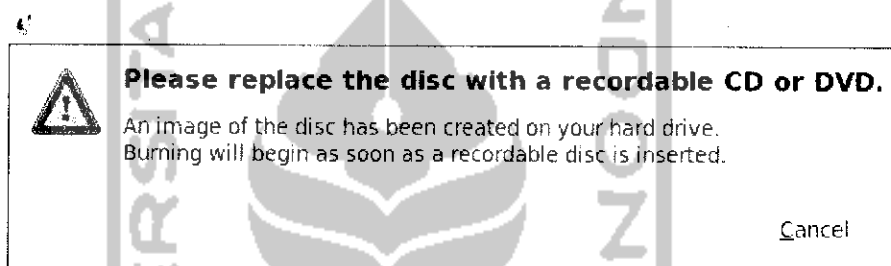 Please replace the disc with a recordable CD or DVD.
An image of the disc has been created on your hard drive.
Burning will begin as soon as a recordable disc is inserted.
Cancel